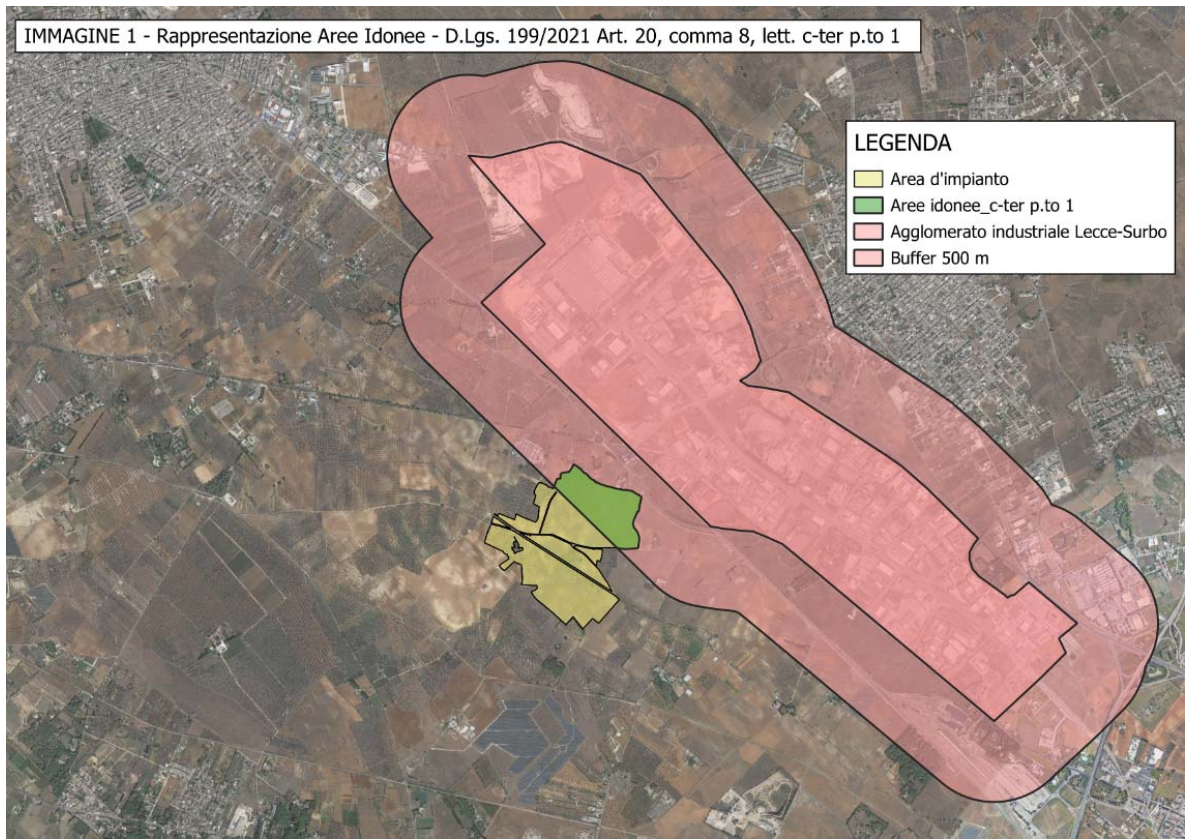 IMMAGINE 1 - Rappresentazione Aree Idonee - D.Lgs. 199/2021 Art. 20, comma 8, lett. c-ter p.to 1
LEGENDA
Area d'impianto
Aree idonee_c-ter p.to 1
Agglomerato industriale Lecce-Surbo
Buffer 500 m